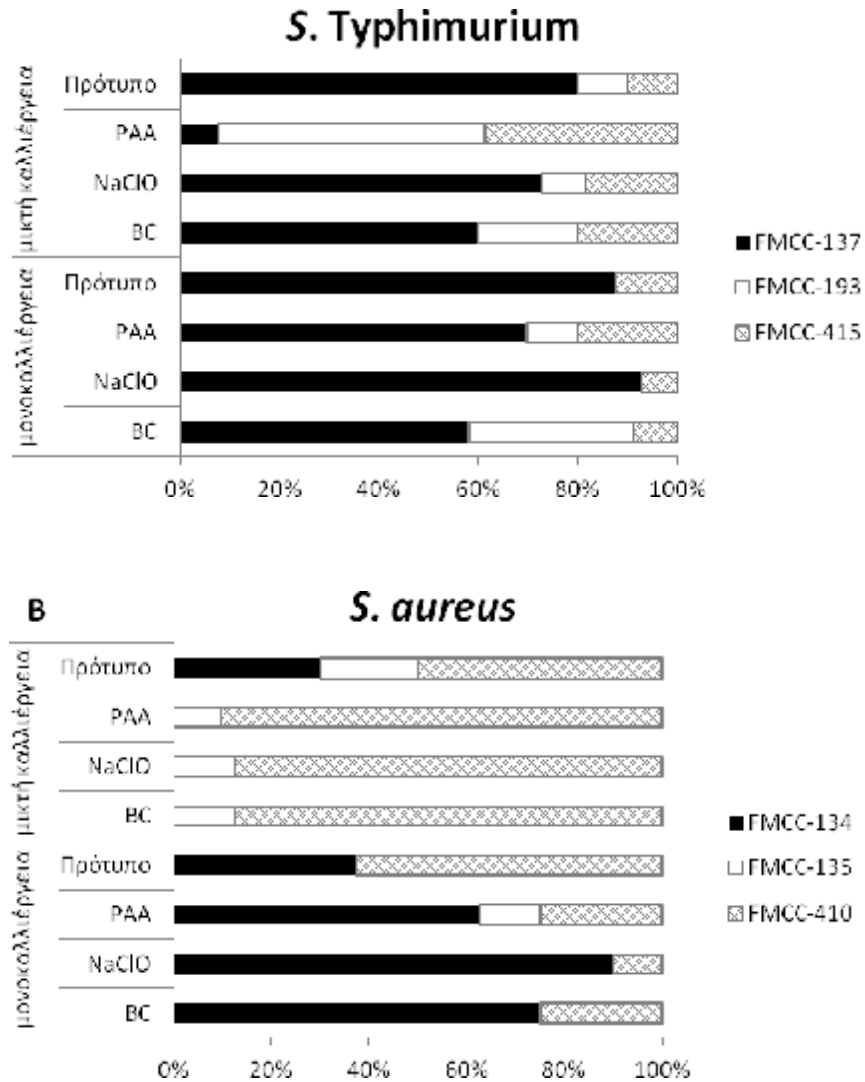 S. Typhimurium
μικτή καλλιέργεια
Πρότυπο
PAA
NaClO
BC
μονοκαλλιέργεια
Πρότυπο
PAA
NaClO
BC
0% 20% 40% 60% 80% 100%
FMCC-137
FMCC-193
FMCC-415
B
S. aureus
μικτή καλλιέργεια
Πρότυπο
PAA
NaClO
BC
μονοκαλλιέργεια
Πρότυπο
PAA
NaClO
BC
0% 20% 40% 60% 80% 100%
FMCC-134
FMCC-135
FMCC-410